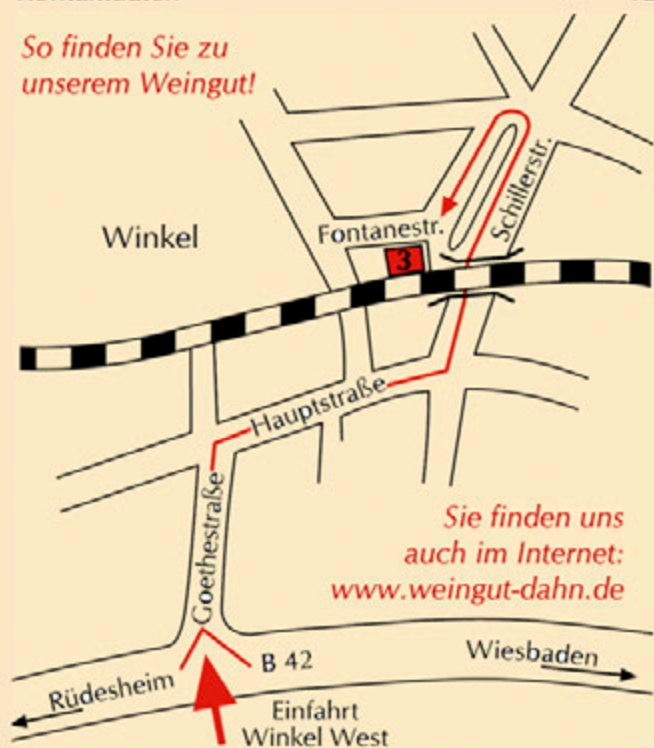 So finden Sie zu
unserem Weingut!
Winkel
Schillerstr.
Fontanestr.
3
Hauptstraße
Goethestraße
Sie finden uns
auch im Internet:
www.weingut-dahn.de
B 42
Wiesbaden
Rüdesheim
Einfahrt
Winkel West